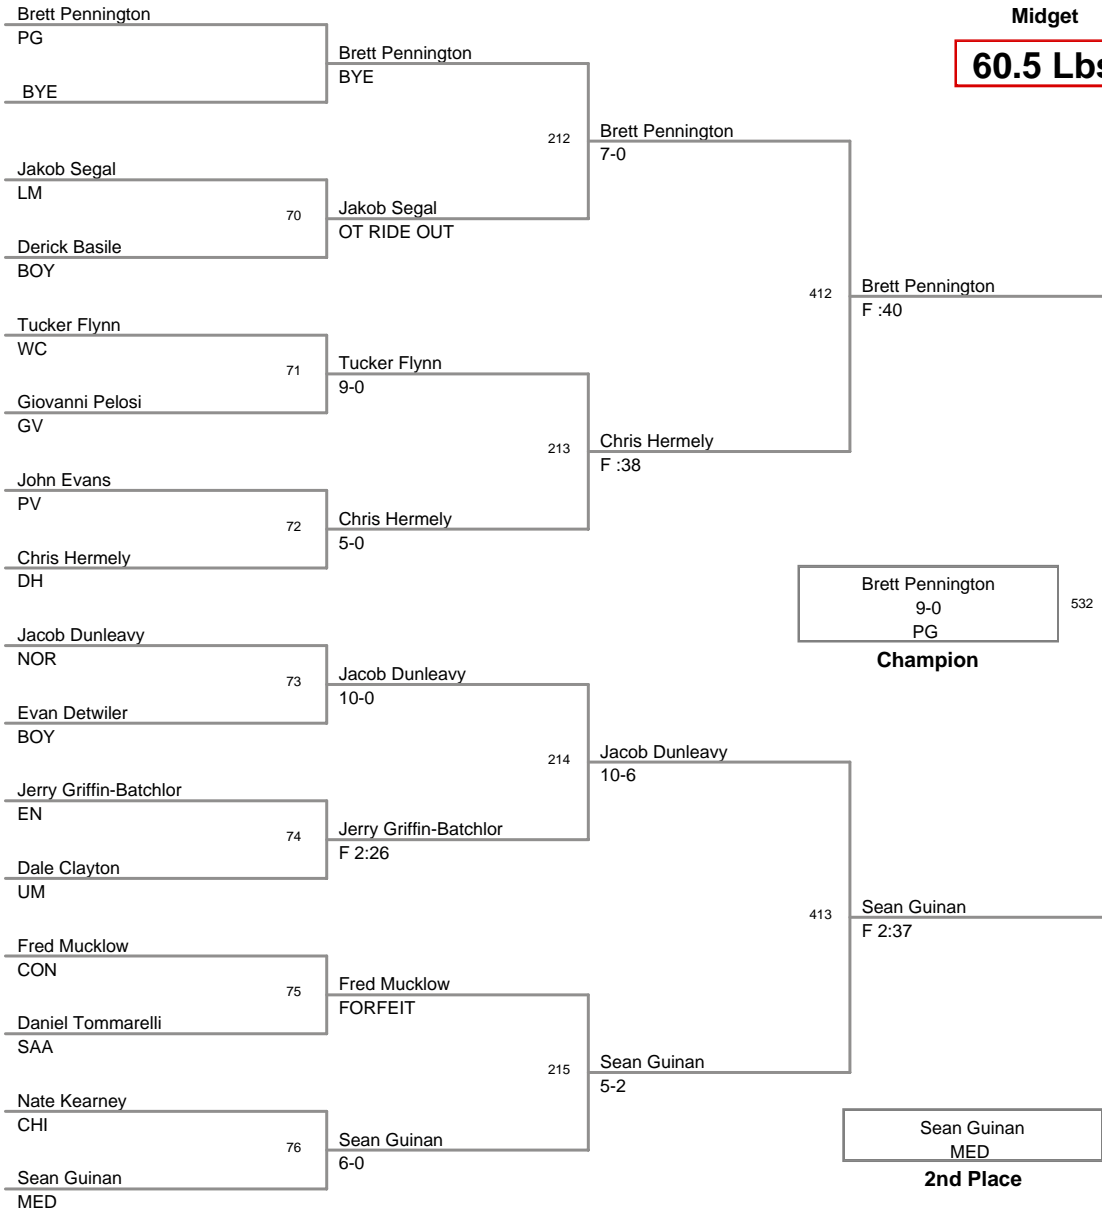 Midget
60.5 Lbs
Brett Pennington
PG
BYE
Brett Pennington
BYE
Jakob Segal
LM
70
Derick Basile
BOY
Jakob Segal
OT RIDE OUT
212
Brett Pennington
7-0
Tucker Flynn
WC
71
Giovanni Pelosi
GV
Tucker Flynn
9-0
John Evans
PV
72
Chris Hermely
DH
Chris Hermely
5-0
213
Chris Hermely
F :38
412
Brett Pennington
F :40
Brett Pennington
9-0
PG
532
Champion
Jacob Dunleavy
NOR
73
Evan Detwiler
BOY
Jacob Dunleavy
10-0
Jerry Griffin-Batchlor
EN
74
Dale Clayton
UM
Jerry Griffin-Batchlor
F 2:26
214
Jacob Dunleavy
10-6
Fred Mucklow
CON
75
Daniel Tommarelli
SAA
Fred Mucklow
FORFEIT
Nate Kearney
CHI
76
Sean Guinan
MED
Sean Guinan
6-0
215
Sean Guinan
5-2
413
Sean Guinan
F 2:37
Sean Guinan
MED
2nd Place